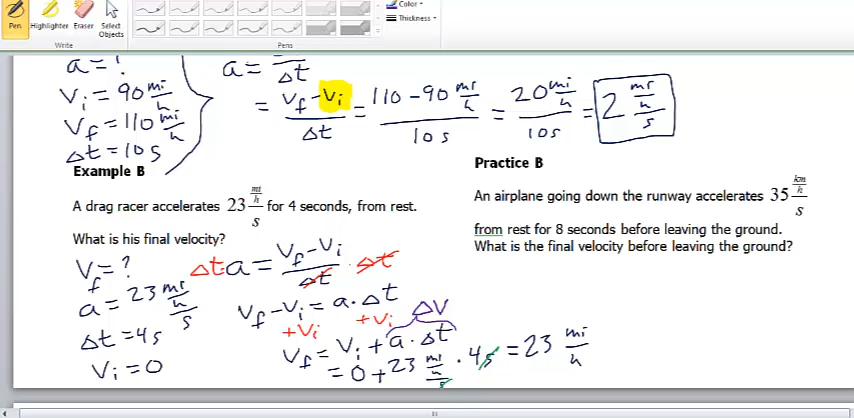 Color
Thickness
Pen Highlighter Eraser Select Objects
Write
Pens
a = ?
a = Δt
Vi = 90 mi/h
Vf = 110 mi/h
Δt = 10 s
= Vf - Vi / Δt = 110 - 90 mi/h / 10 s = 20 mi/h / 10 s = 2 mi/h / s
Example B
A drag racer accelerates 23 mi/h / s for 4 seconds, from rest.
What is his final velocity?
Vf = ?
a = 23 mi/h / s
Δt = 4 s
Vi = 0
Δt · a = Vf - Vi / Δt · Δt
Vf - Vi = a · Δt
+Vi +Vi
ΔV
Vf = Vi + a · Δt
= 0 + 23 mi/h / s · 4 s = 23 mi/h
Practice B
An airplane going down the runway accelerates 35 km/h / s
from rest for 8 seconds before leaving the ground.
What is the final velocity before leaving the ground?